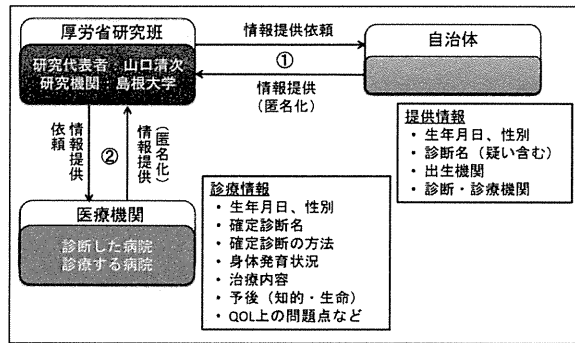 厚労省研究班
研究代表者：山口清次
研究機関：島根大学
情報提供依頼
①
情報提供
（匿名化）
自治体
提供情報
• 生年月日、性別
• 診断名（疑い含む）
• 出生機関
• 診断・診療機関
情報提供
依頼
②
情報提供
（匿名化）
医療機関
診断した病院
診療する病院
診療情報
• 生年月日、性別
• 確定診断名
• 確定診断の方法
• 身体発育状況
• 治療内容
• 予後（知的・生命）
• QOL上の問題点など